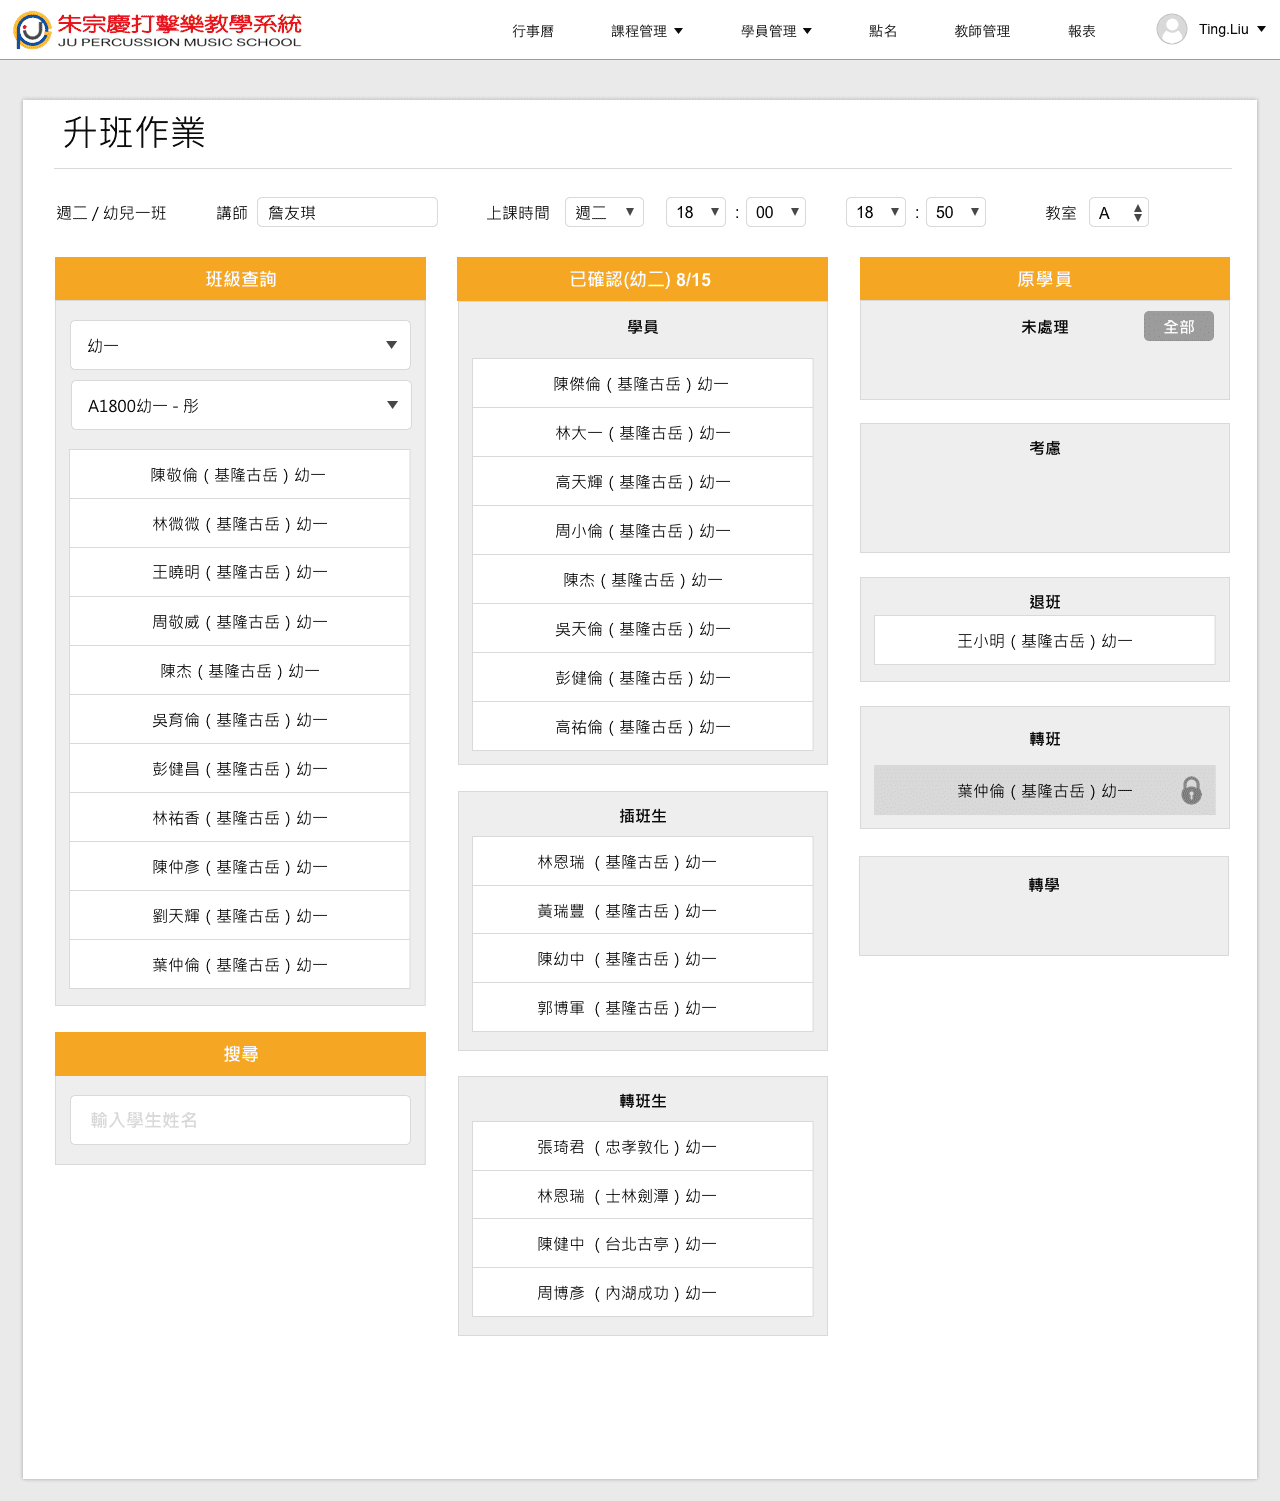 朱宗慶打擊樂教學系統
JU PERCUSSION MUSIC SCHOOL
行事曆 課程管理 學員管理 點名 教師管理 報表 Ting.Liu
升班作業
週二 / 幼兒一班 講師 詹友琪 上課時間 週二 18 : 00 18 : 50 教室 A
班級查詢
幼一
A1800幼一 - 彤
陳敬倫 ( 基隆古岳 ) 幼一
林微微 ( 基隆古岳 ) 幼一
王曉明 ( 基隆古岳 ) 幼一
周敬威 ( 基隆古岳 ) 幼一
陳杰 ( 基隆古岳 ) 幼一
吳育倫 ( 基隆古岳 ) 幼一
彭健昌 ( 基隆古岳 ) 幼一
林祐香 ( 基隆古岳 ) 幼一
陳仲彥 ( 基隆古岳 ) 幼一
劉天輝 ( 基隆古岳 ) 幼一
葉仲倫 ( 基隆古岳 ) 幼一
搜尋
輸入學生姓名
已確認(幼二) 8/15
學員
陳傑倫 ( 基隆古岳 ) 幼一
林大一 ( 基隆古岳 ) 幼一
高天輝 ( 基隆古岳 ) 幼一
周小倫 ( 基隆古岳 ) 幼一
陳杰 ( 基隆古岳 ) 幼一
吳天倫 ( 基隆古岳 ) 幼一
彭健倫 ( 基隆古岳 ) 幼一
高祐倫 ( 基隆古岳 ) 幼一
插班生
林恩瑞 ( 基隆古岳 ) 幼一
黃瑞豐 ( 基隆古岳 ) 幼一
陳幼中 ( 基隆古岳 ) 幼一
郭博軍 ( 基隆古岳 ) 幼一
轉班生
張琦君 ( 忠孝敦化 ) 幼一
林恩瑞 ( 士林劍潭 ) 幼一
陳健中 ( 台北古亭 ) 幼一
周博彥 ( 內湖成功 ) 幼一
原學員
未處理 全部
考慮
退班
王小明 ( 基隆古岳 ) 幼一
轉班
葉仲倫 ( 基隆古岳 ) 幼一
轉學